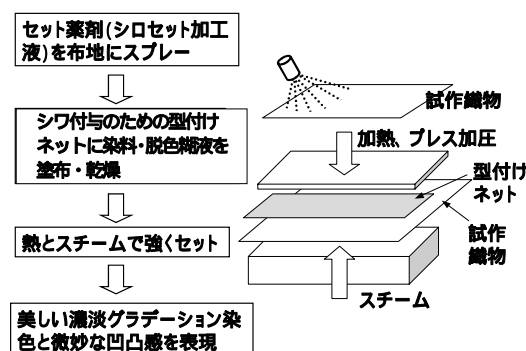 セット薬剤(シロセット加工
液)を布地にスプレー
シワ付与のための型付け
ネットに染料・脱色糊液を
塗布・乾燥
熱とスチームで強くセット
美しい濃淡グラデーション染
色と微妙な凹凸感を表現
試作織物
加熱、プレス加圧
型付け
ネット
試作
織物
スチーム